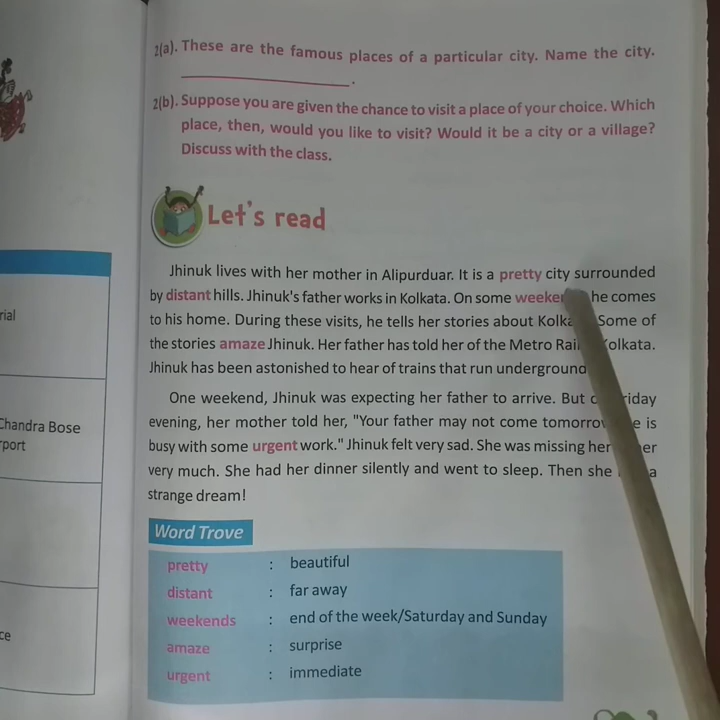 2(a). These are the famous places of a particular city. Name the city.
.
2(b). Suppose you are given the chance to visit a place of your choice. Which
place, then, would you like to visit? Would it be a city or a village?
Discuss with the class.
Let's read
rial
Chandra Bose
rport
ce
Jhinuk lives with her mother in Alipurduar. It is a pretty city surrounded
by distant hills. Jhinuk's father works in Kolkata. On some he comes
to his home. During these visits, he tells her stories about Some of
the stories amaze Jhinuk. Her father has told her of the Metro Kolkata.
Jhinuk has been astonished to hear of trains that run underground
One weekend, Jhinuk was expecting her father to arrive. But
evening, her mother told her, "Your father may not come is
busy with some urgent work." Jhinuk felt very sad. She was missing her
very much. She had her dinner silently and went to sleep. Then she a
strange dream!
Word Trove
pretty : beautiful
distant : far away
weekends : end of the week/Saturday and Sunday
amaze : surprise
urgent : immediate